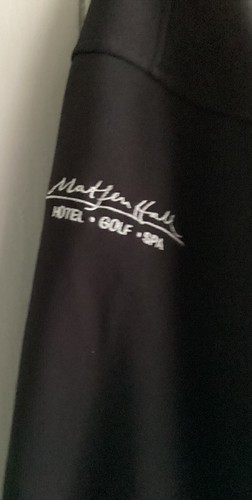 Matfen Hall
HOTEL • GOLF • SPA